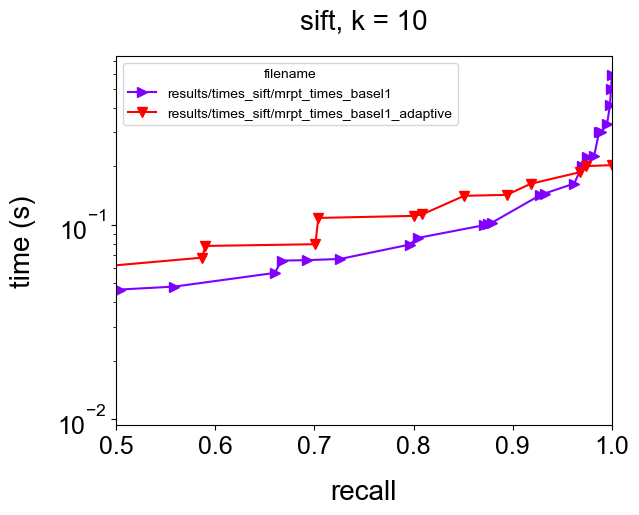 sift, k = 10
filename
results/times_sift/mrpt_times_basel1
results/times_sift/mrpt_times_basel1_adaptive
time (s)
10⁻¹
10⁻²
0.5 0.6 0.7 0.8 0.9 1.0
recall